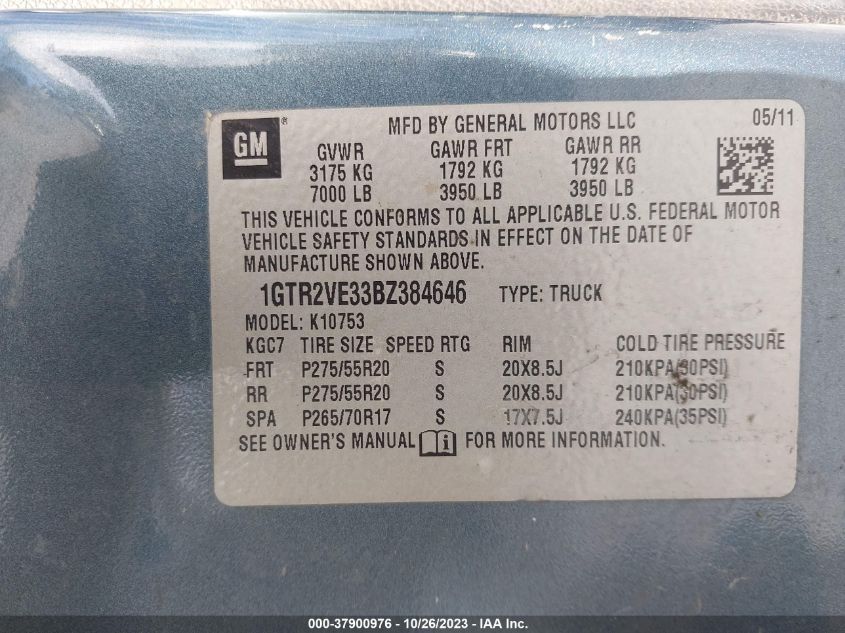 GM ®
MFD BY GENERAL MOTORS LLC 05/11
GVWR GAWR FRT GAWR RR
3175 KG 1792 KG 1792 KG
7000 LB 3950 LB 3950 LB
THIS VEHICLE CONFORMS TO ALL APPLICABLE U.S. FEDERAL MOTOR
VEHICLE SAFETY STANDARDS IN EFFECT ON THE DATE OF
MANUFACTURE SHOWN ABOVE.
1GTR2VE33BZ384646 TYPE: TRUCK
MODEL: K10753
KGC7 TIRE SIZE SPEED RTG RIM COLD TIRE PRESSURE
FRT P275/55R20 S 20X8.5J 210KPA(30PSI)
RR P275/55R20 S 20X8.5J 210KPA(30PSI)
SPA P265/70R17 S 17X7.5J 240KPA(35PSI)
SEE OWNER'S MANUAL i FOR MORE INFORMATION.
000-37900976 - 10/26/2023 - IAA Inc.